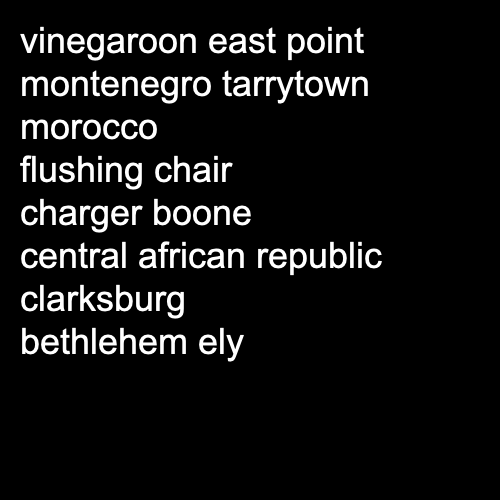 vinegaroon east point
montenegro tarrytown
morocco
flushing chair
charger boone
central african republic
clarksburg
bethlehem ely